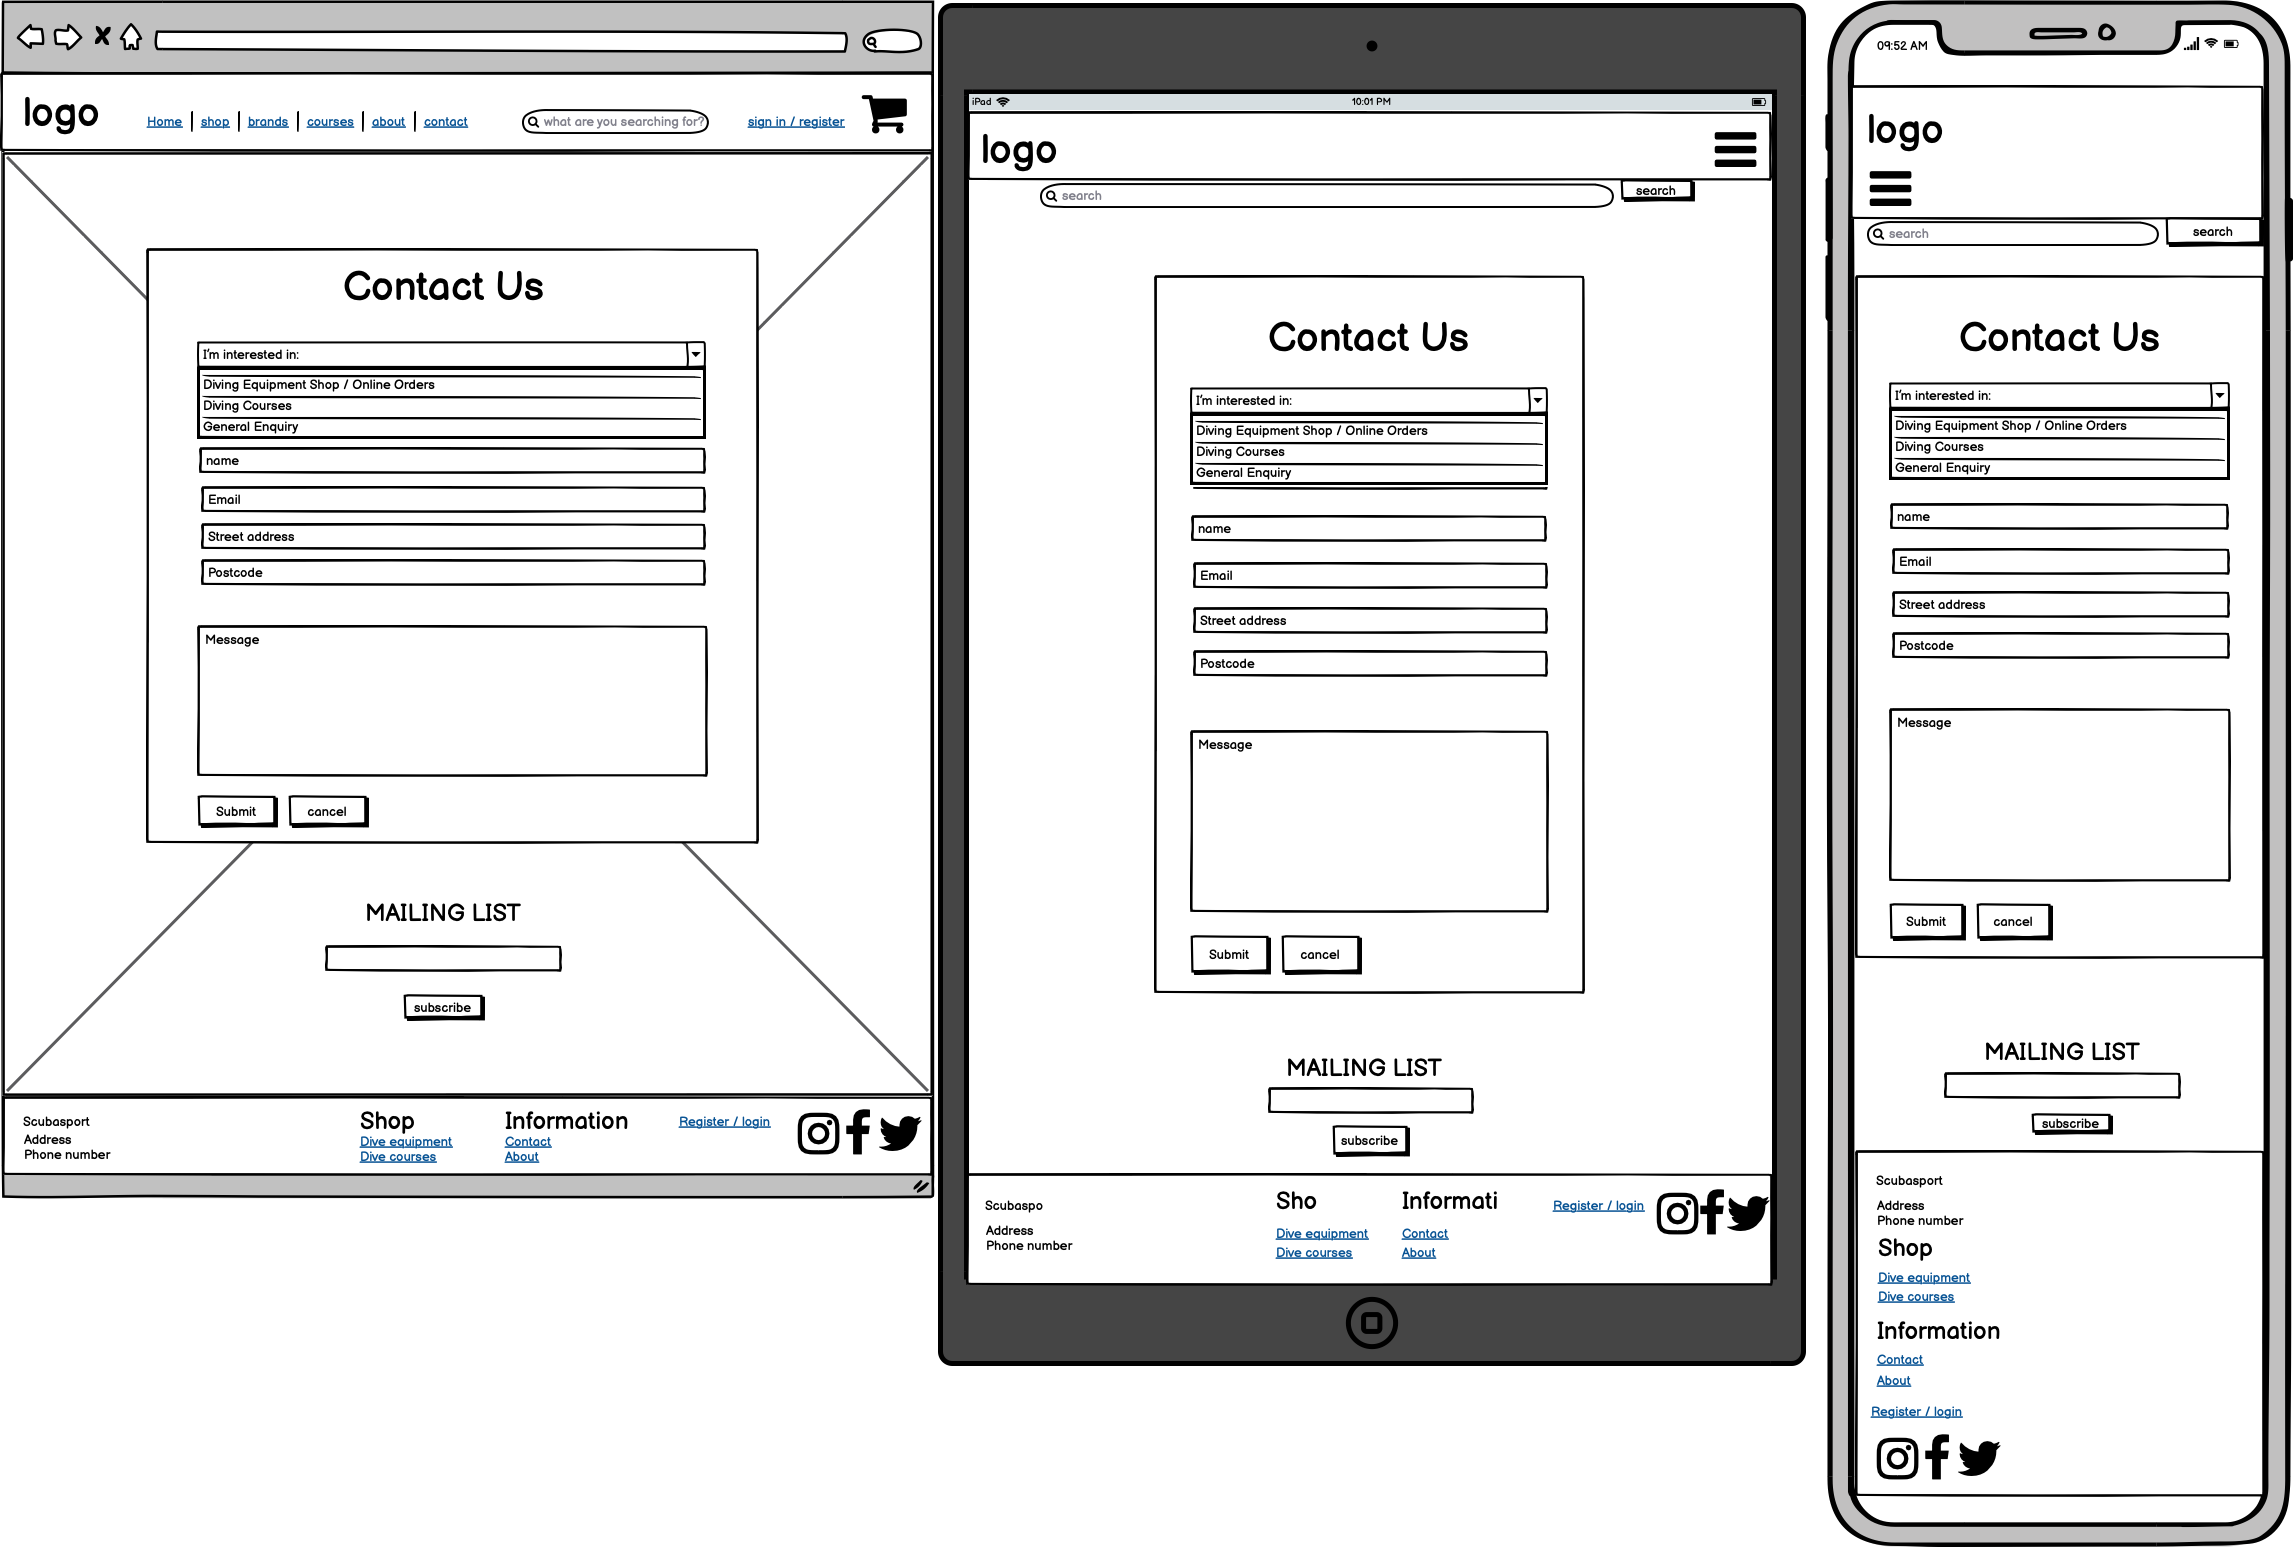 logo
Home shop brands courses about contact
what are you searching for?
sign in / register
Contact Us
I'm interested in:
Diving Equipment Shop / Online Orders
Diving Courses
General Enquiry
name
Email
Street address
Postcode
Message
Submit cancel
MAILING LIST
subscribe
Scubasport
Address
Phone number
Shop
Dive equipment
Dive courses
Information
Contact
About
Register / login
iPad 10:01 PM
logo
search search
Contact Us
I'm interested in:
Diving Equipment Shop / Online Orders
Diving Courses
General Enquiry
name
Email
Street address
Postcode
Message
Submit cancel
MAILING LIST
subscribe
Scubaspo
Address
Phone number
Sho
Dive equipment
Dive courses
Informati
Contact
About
Register / login
09:52 AM
logo
search search
Contact Us
I'm interested in:
Diving Equipment Shop / Online Orders
Diving Courses
General Enquiry
name
Email
Street address
Postcode
Message
Submit cancel
MAILING LIST
subscribe
Scubasport
Address
Phone number
Shop
Dive equipment
Dive courses
Information
Contact
About
Register / login